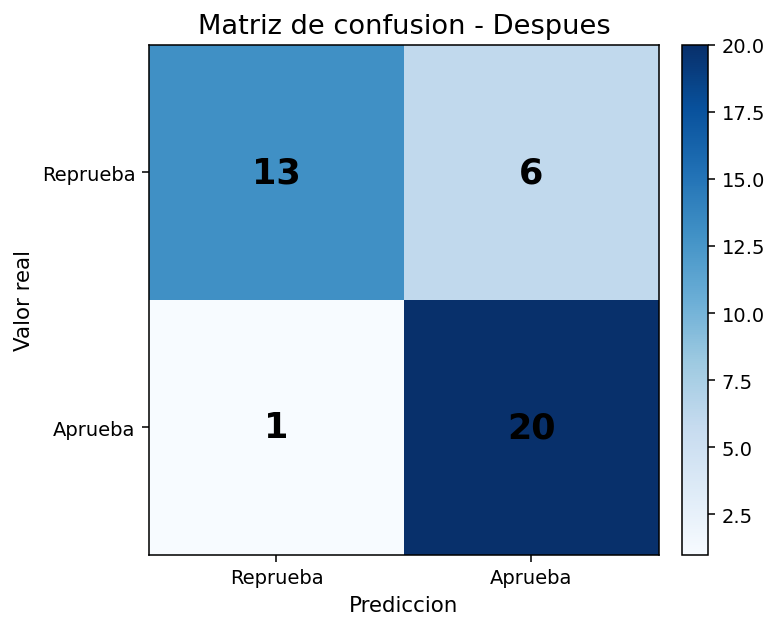 Matriz de confusion - Despues
Valor real
Reprueba
Aprueba
13
6
1
20
Reprueba
Aprueba
Prediccion
20.0
17.5
15.0
12.5
10.0
7.5
5.0
2.5